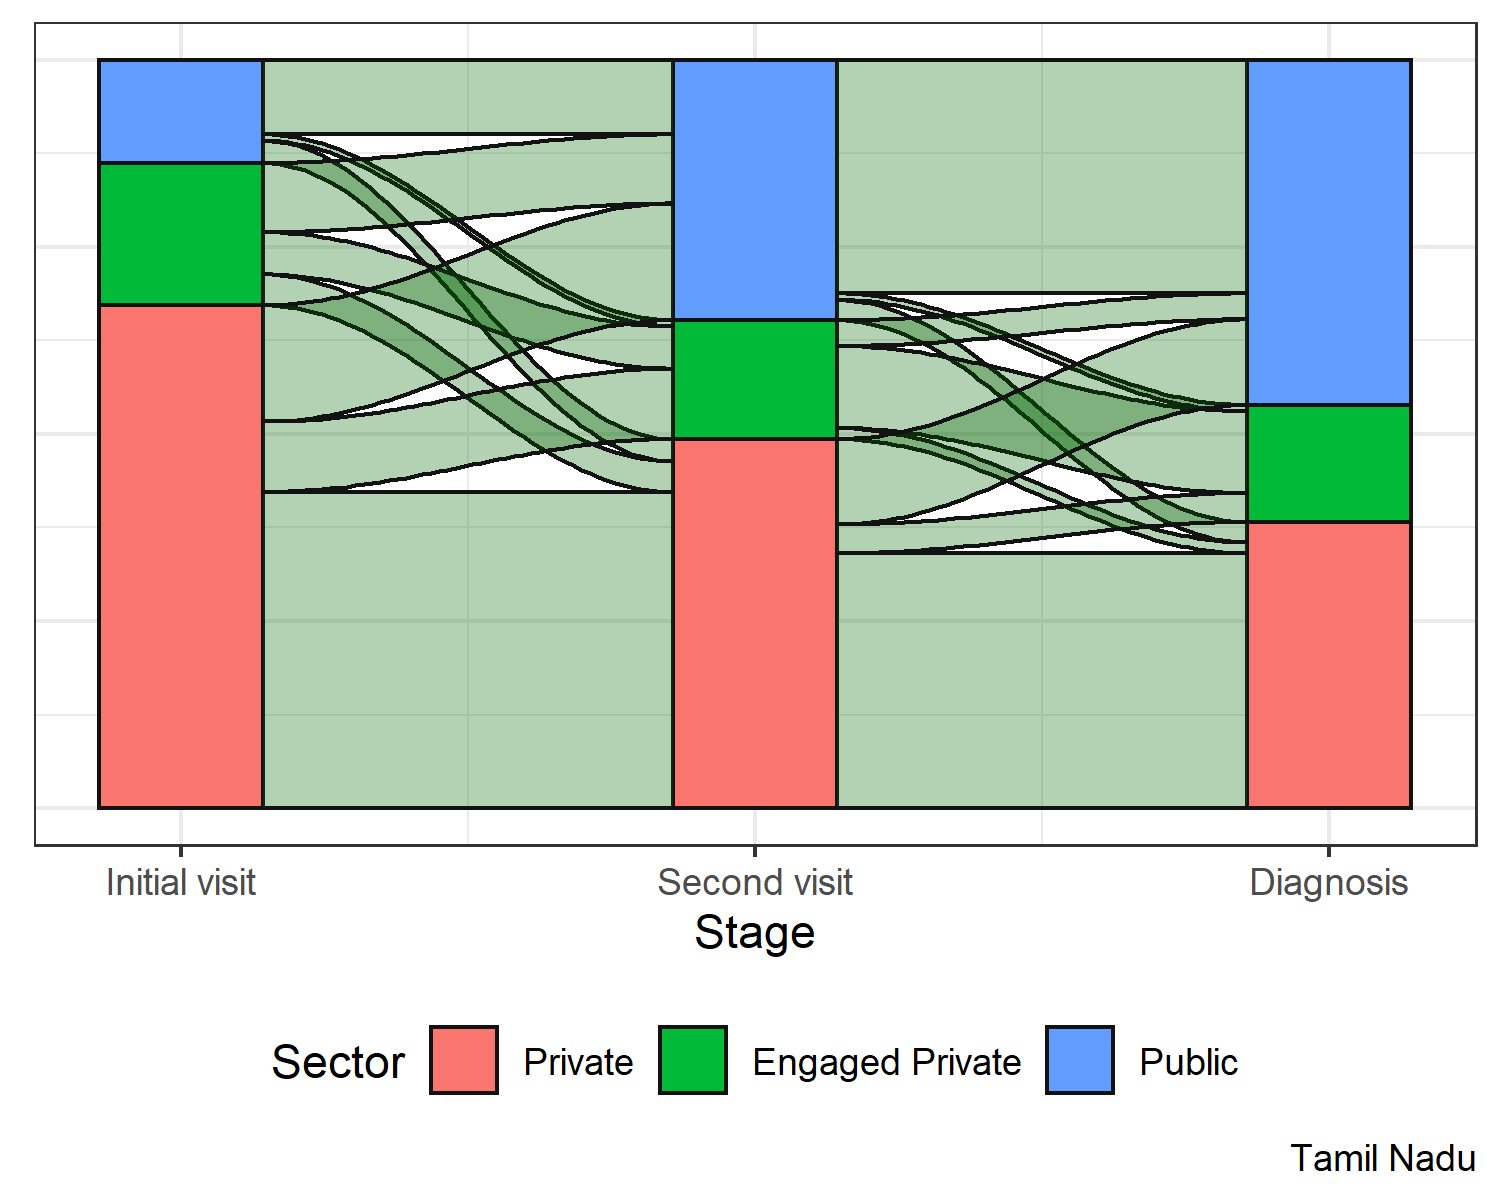 Initial visit Second visit Diagnosis
Stage
Sector Private Engaged Private Public
Tamil Nadu